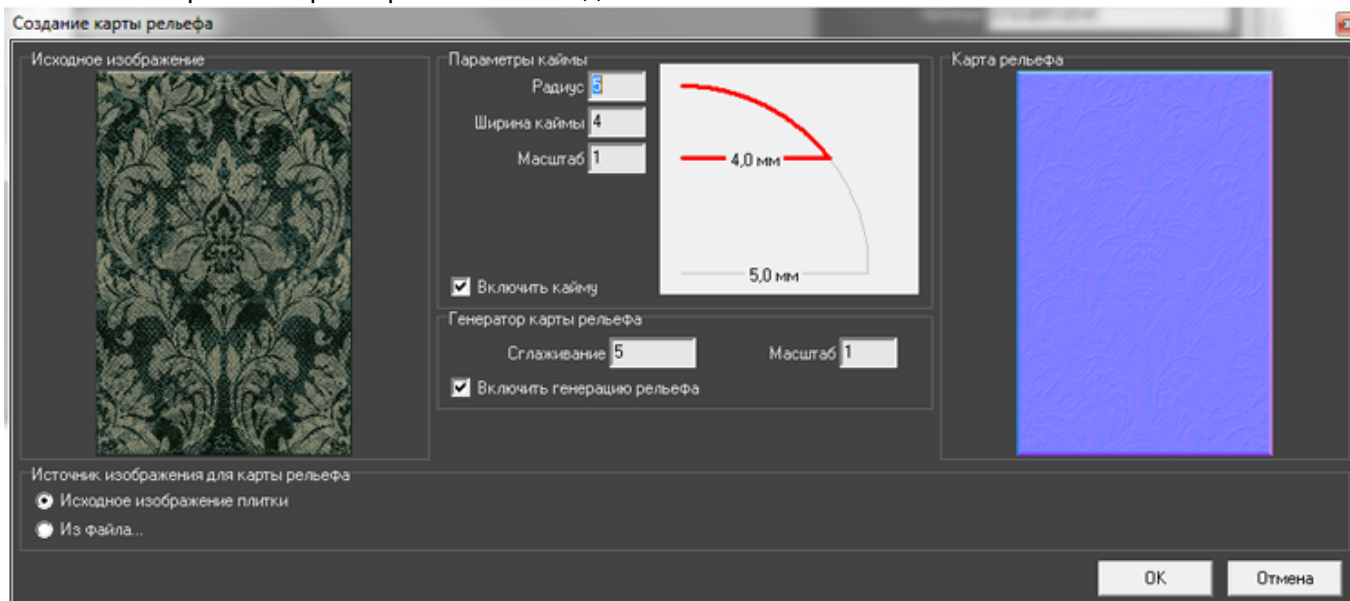 Создание карты рельефа
Исходное изображение
Параметры каймы
Радиус 5
Ширина каймы 4
Масштаб 1
4,0 мм
5,0 мм
Включить кайму
Генератор карты рельефа
Сглаживание 5 Масштаб 1
Включить генерацию рельефа
Карта рельефа
Источник изображения для карты рельефа
Исходное изображение плитки
Из файла...
OK Отмена